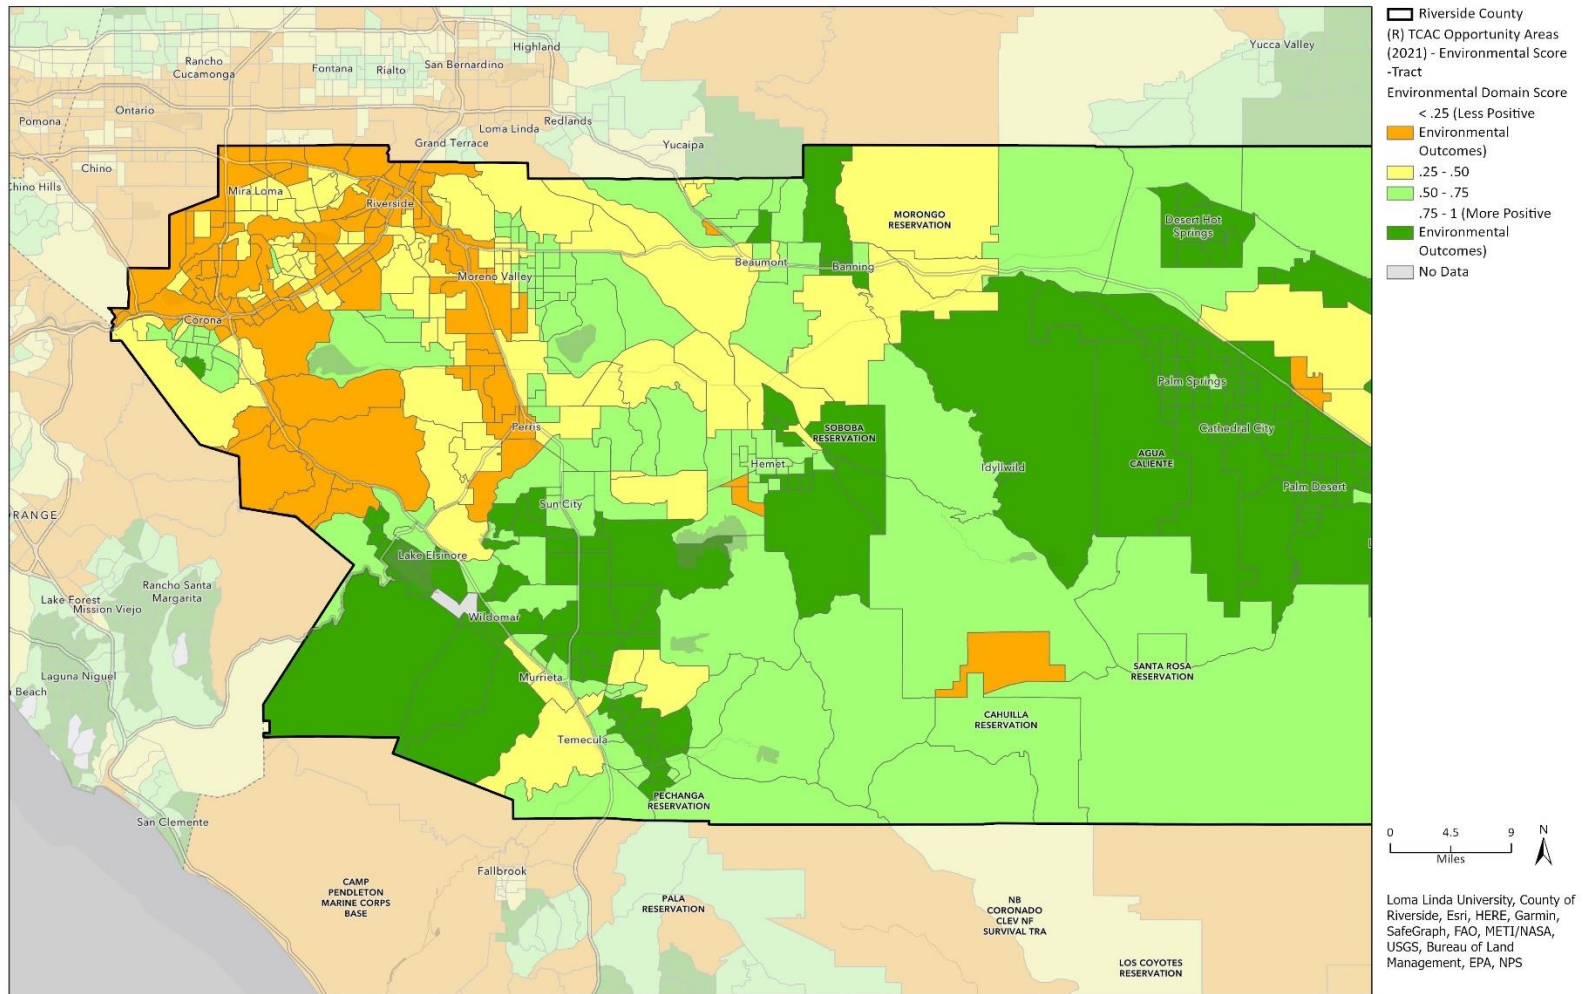 Highland
Yucca Valley
Rancho
Cucamonga
Fontana
Rialto
San Bernardino
Ontario
Pomona
Loma Linda
Redlands
Grand Terrace
Yucaipa
Chino
Chino Hills
Mira Loma
Riverside
MORONGO
RESERVATION
Desert Hot
Springs
Moreno Valley
Beaumont
Banning
Corona
Palm Springs
Perris
SOBOBA
RESERVATION
Cathedral City
Hemet
Idyllwild
AGUA
CALIENTE
Palm Desert
Sun City
RANGE
Lake Elsinore
Rancho Santa
Margarita
Lake Forest
Mission Viejo
Wildomar
Laguna Niguel
Murrieta
SANTA ROSA
RESERVATION
a Beach
CAHUILLA
RESERVATION
Temecula
PECHANGA
RESERVATION
San Clemente
Fallbrook
CAMP
PENDLETON
MARINE CORPS
BASE
PALA
RESERVATION
NB
CORONADO
CLEV NF
SURVIVAL TRA
LOS COYOTES
RESERVATION
Riverside County
(R) TCAC Opportunity Areas
(2021) - Environmental Score
-Tract
Environmental Domain Score
< .25 (Less Positive
Environmental
Outcomes)
.25 - .50
.50 - .75
.75 - 1 (More Positive
Environmental
Outcomes)
No Data
0 4.5 9
Miles
N
Loma Linda University, County of
Riverside, Esri, HERE, Garmin,
SafeGraph, FAO, METI/NASA,
USGS, Bureau of Land
Management, EPA, NPS